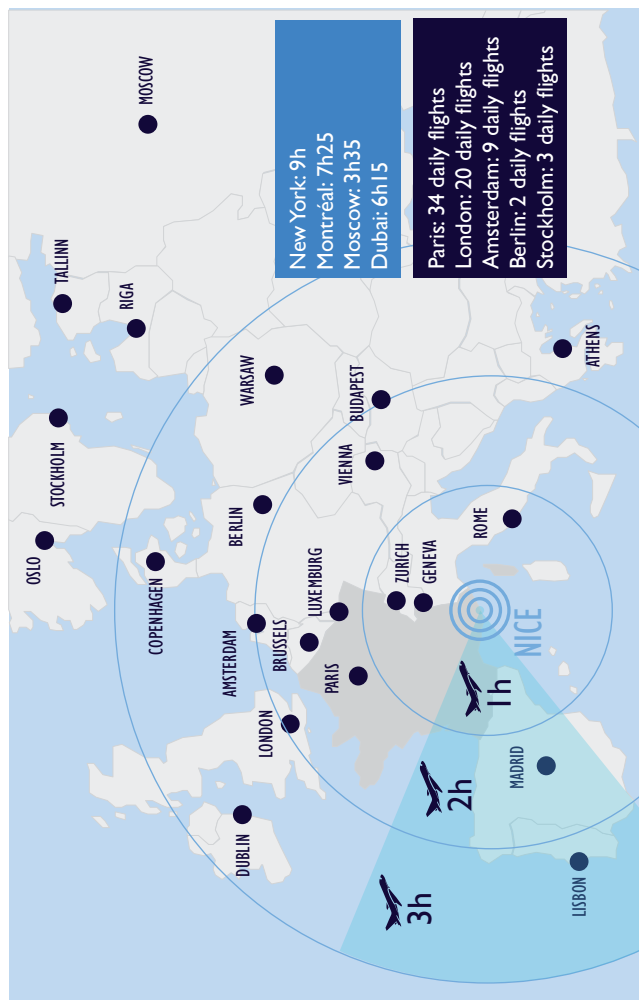 OSLO
STOCKHOLM
TALLINN
RIGA
MOSCOW
COPENHAGEN
DUBLIN
LONDON
AMSTERDAM
BERLIN
WARSAW
BRUSSELS
LUXEMBURG
PARIS
VIENNA
BUDAPEST
ZURICH
GENEVA
ROME
ATHENS
NICE
MADRID
LISBON
1h
2h
3h
New York: 9h
Montréal: 7h25
Moscow: 3h35
Dubai: 6h15
Paris: 34 daily flights
London: 20 daily flights
Amsterdam: 9 daily flights
Berlin: 2 daily flights
Stockholm: 3 daily flights